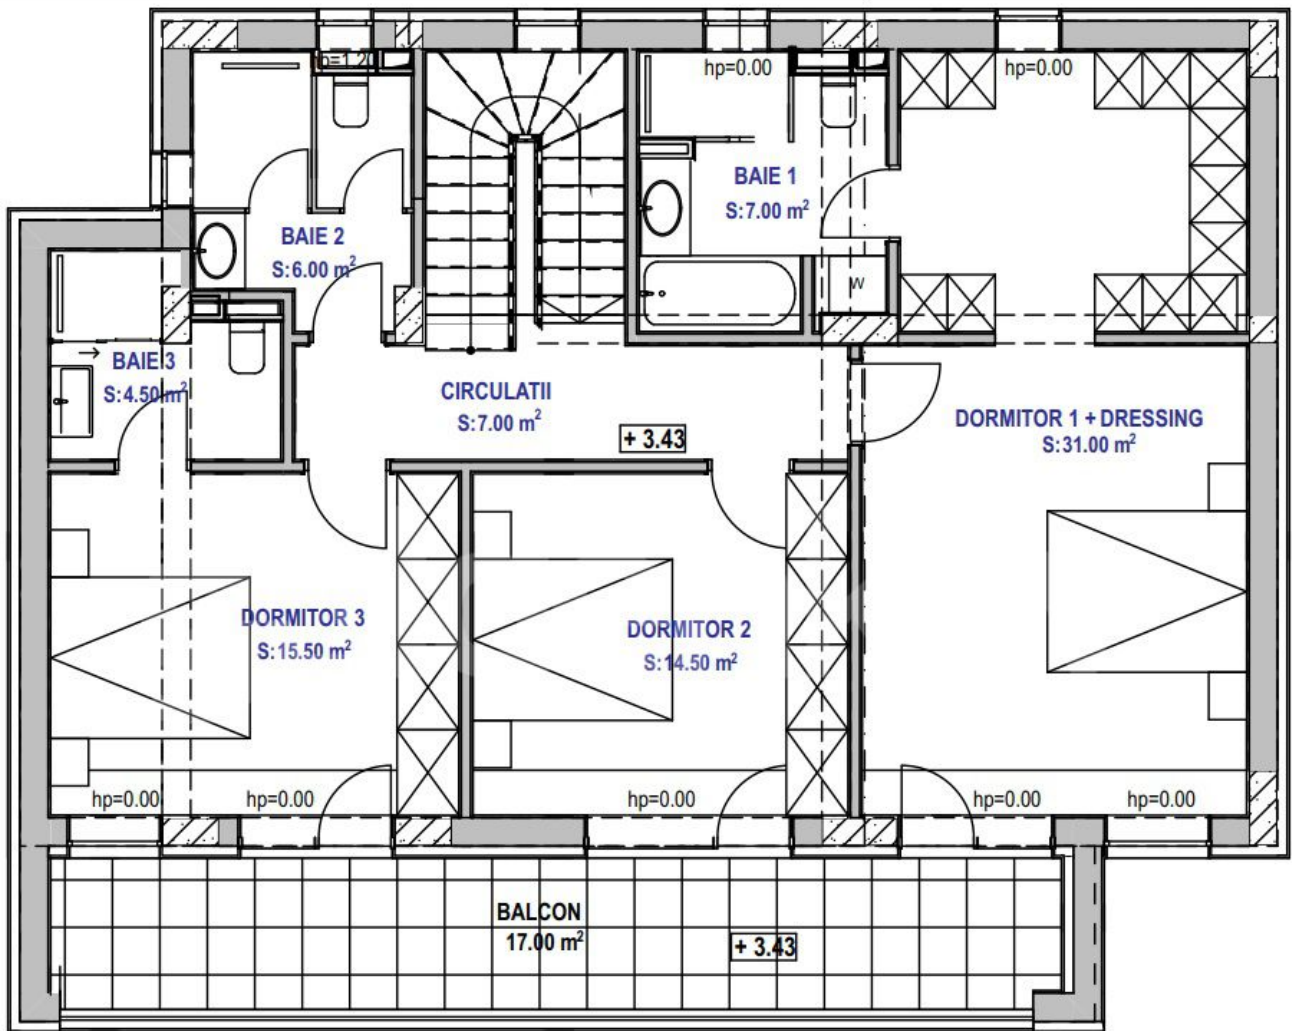 hp=1.20
hp=0.00
hp=0.00
BAIE 1
S:7.00 m²
BAIE 2
S:6.00 m²
W
BAIE 3
S:4.50 m²
CIRCULATII
S:7.00 m²
+ 3.43
DORMITOR 1 + DRESSING
S:31.00 m²
DORMITOR 3
S:15.50 m²
DORMITOR 2
S:14.50 m²
hp=0.00
hp=0.00
hp=0.00
hp=0.00
hp=0.00
BALCON
17.00 m²
+ 3.43